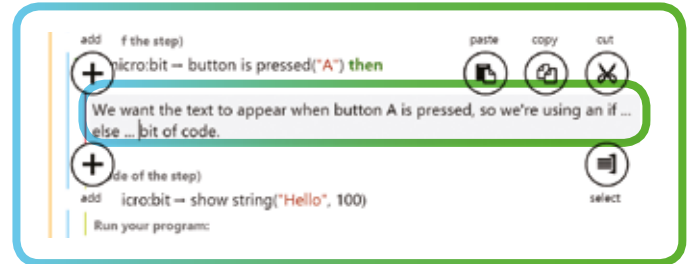 add f the step) paste copy cut
icro:bit → button is pressed("A") then
We want the text to appear when button A is pressed, so we're using an if ...
else ... bit of code.
de of the step)
add icro:bit → show string("Hello", 100) select
Run your program: